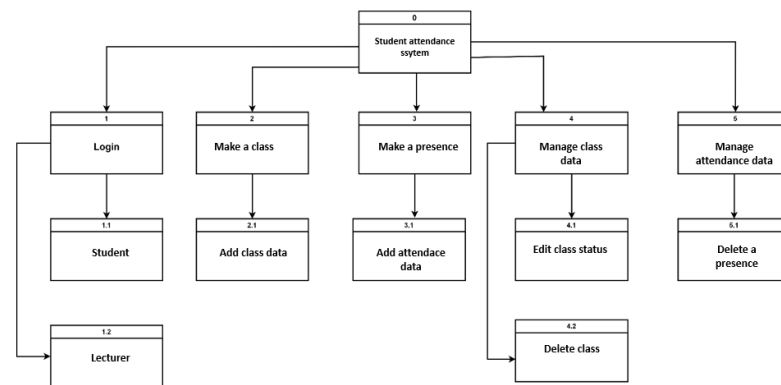 0
Student attendance
ssytem
1
Login
2
Make a class
3
Make a presence
4
Manage class
data
5
Manage
attendance data
1.1
Student
2.1
Add class data
3,1
Add attendace
data
4.1
Edit class status
5.1
Delete a
presence
1.2
Lecturer
4.2
Delete class